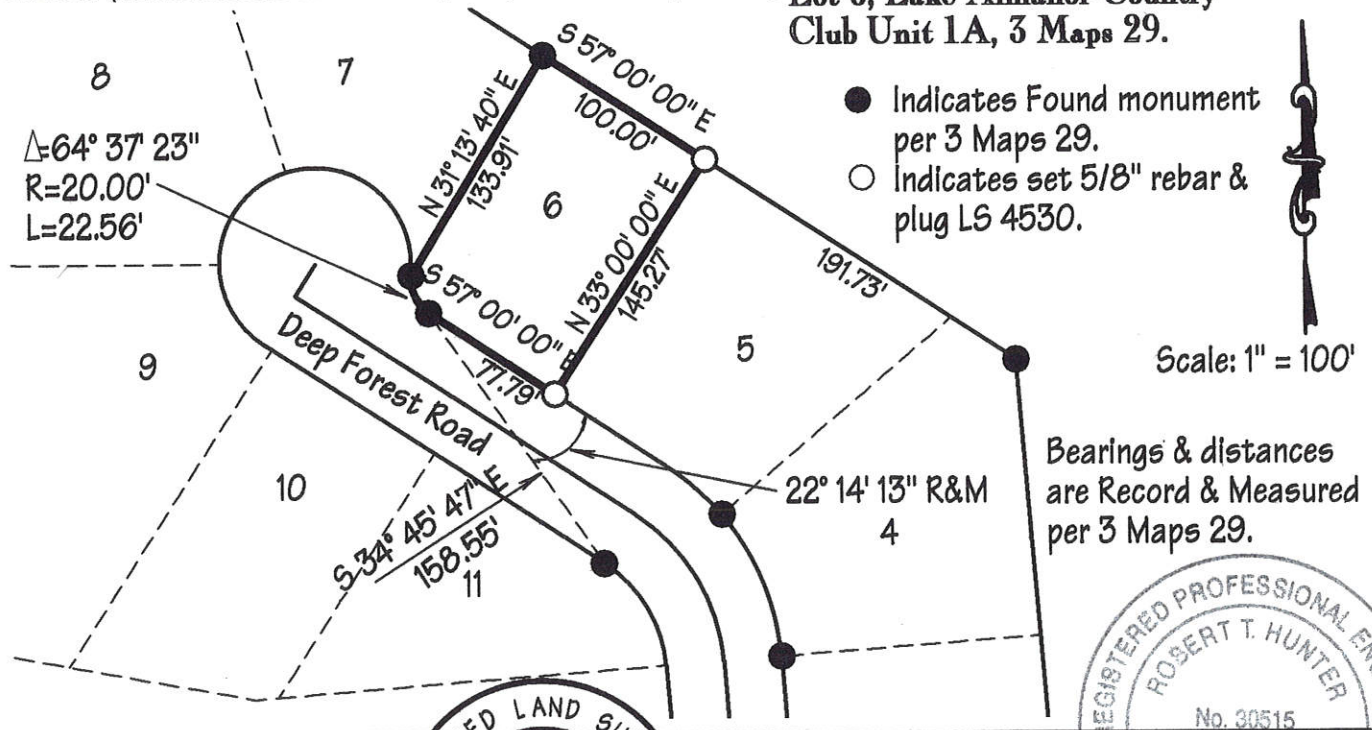 Club Unit 1A, 3 Maps 29.
8
7
S 57° 00' 00" E
100.00'
● Indicates Found monument
per 3 Maps 29.
○ Indicates set 5/8" rebar &
plug LS 4530.
Δ=64° 37' 23"
R=20.00'
L=22.56'
N 31° 13' 40" E
133.91'
6
N 33° 00' 00" E
145.27'
191.73'
S 57° 00' 00" E
77.79'
5
Scale: 1" = 100'
9
Deep Forest Road
10
22° 14' 13" R&M
4
Bearings & distances
are Record & Measured
per 3 Maps 29.
S 34° 45' 47" E
158.55'
11
REGISTERED PROFESSIONAL
ROBERT T. HUNTER
No. 30515
LAND